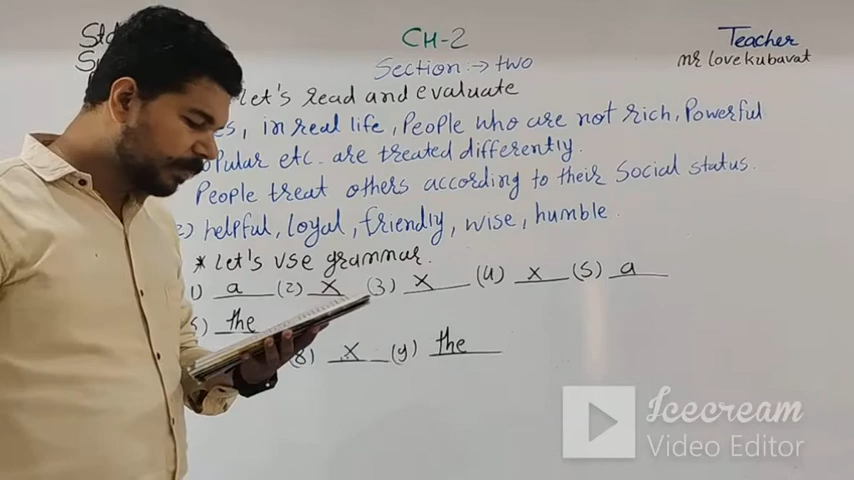 Std
CH-2
Teacher
Section:→ two
mr love kubavat
let's read and evaluate
, in real life, People who are not rich, Powerful
opular etc. are treated differently.
People treat others according to their Social status.
2) helpful, loyal, friendly, wise, humble.
* let's use grammar.
1) a (2) x (3) x (4) x (5) a
the
(8) x (9) the
Icecream
Video Editor